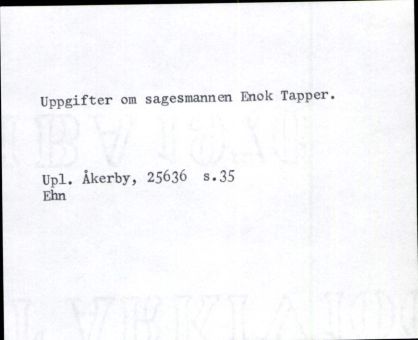 Uppgifter om sagesmannen Enok Tapper.
Upl. Åkerby, 25636 s.35
Ehn